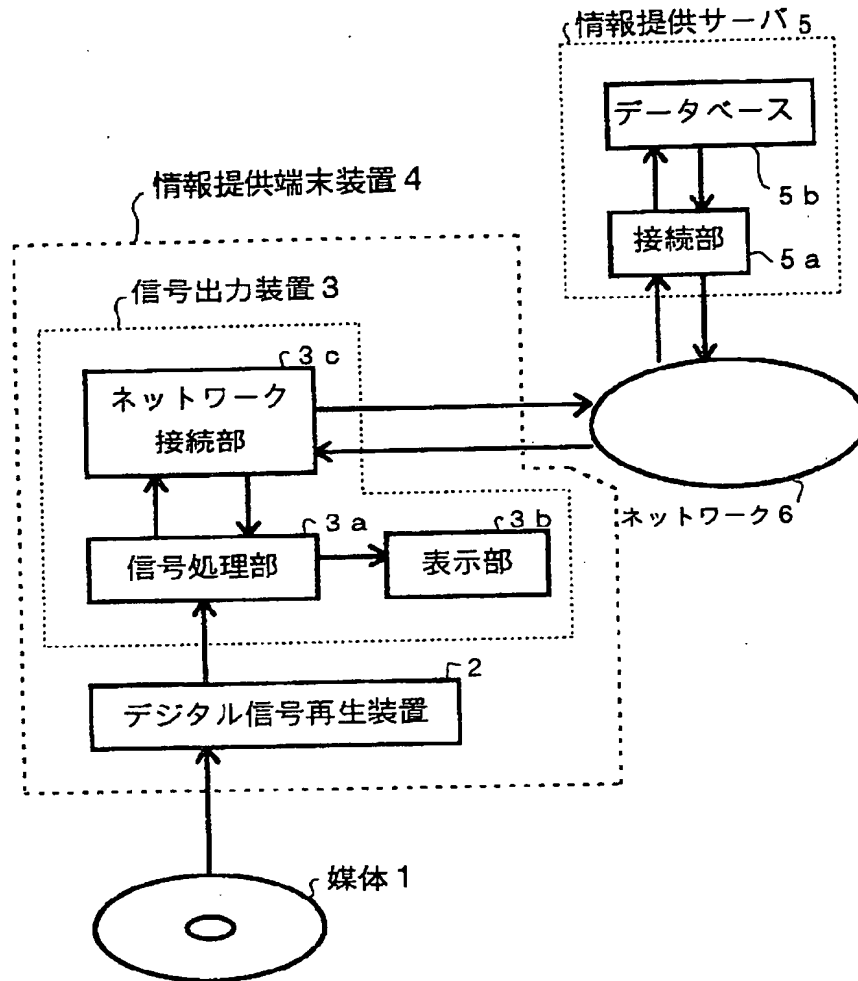 情報提供サーバ 5
データベース
5b
接続部
5a
情報提供端末装置4
信号出力装置3
3c
ネットワーク
接続部
ネットワーク6
3a
信号処理部
3b
表示部
2
デジタル信号再生装置
媒体1